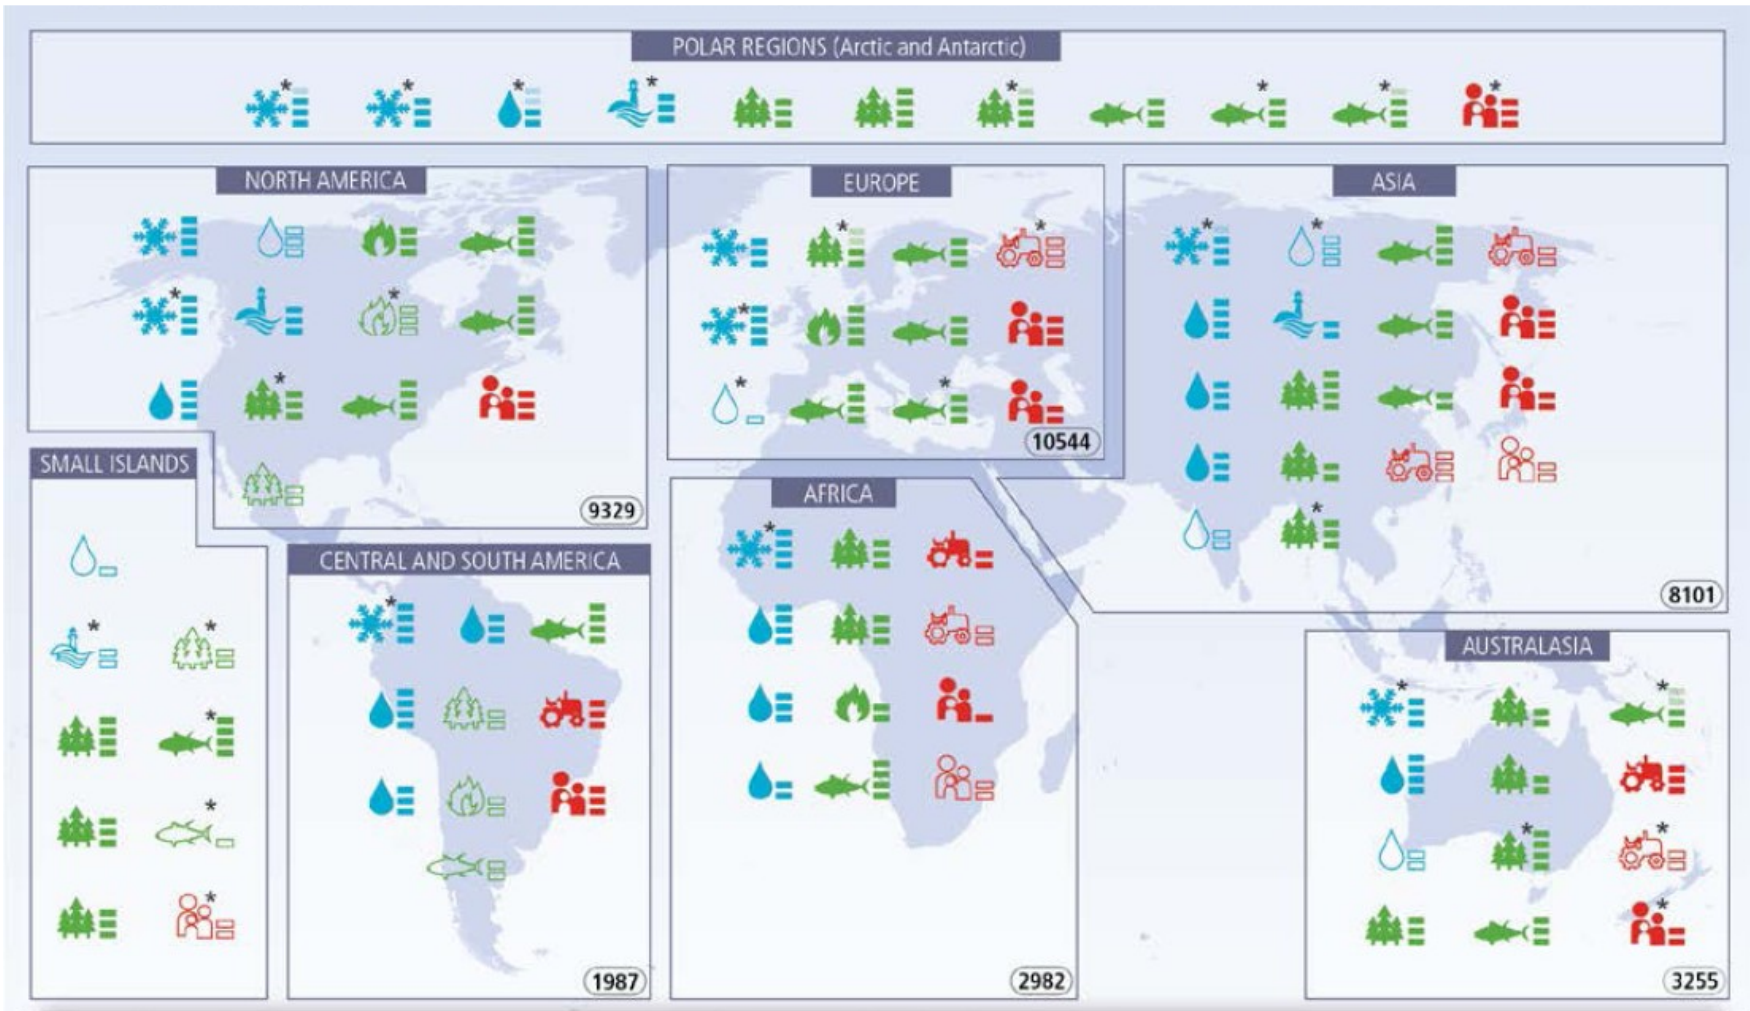 POLAR REGIONS (Arctic and Antarctic)
* * * * * * * *
NORTH AMERICA
* * *
9329
EUROPE
* * * * *
10544
ASIA
* * *
8101
SMALL ISLANDS
* * * * *
CENTRAL AND SOUTH AMERICA
*
1987
AFRICA
*
2982
AUSTRALASIA
* * * * *
3255